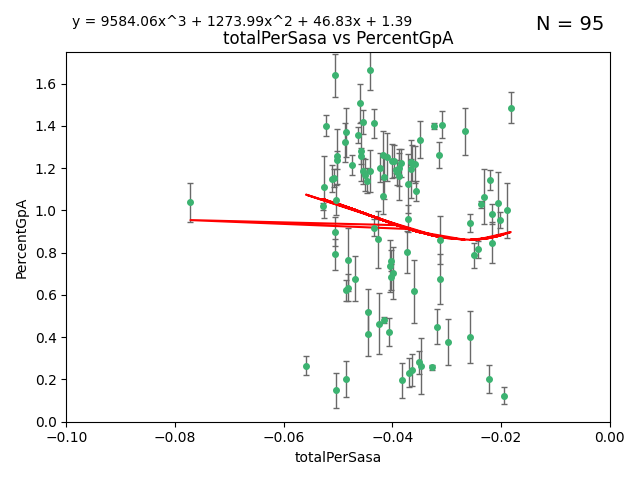 y = 9584.06x^3 + 1273.99x^2 + 46.83x + 1.39
N = 95
totalPerSasa vs PercentGpA
PercentGpA
1.6
1.4
1.2
1.0
0.8
0.6
0.4
0.2
0.0
−0.10 −0.08 −0.06 −0.04 −0.02 0.00
totalPerSasa